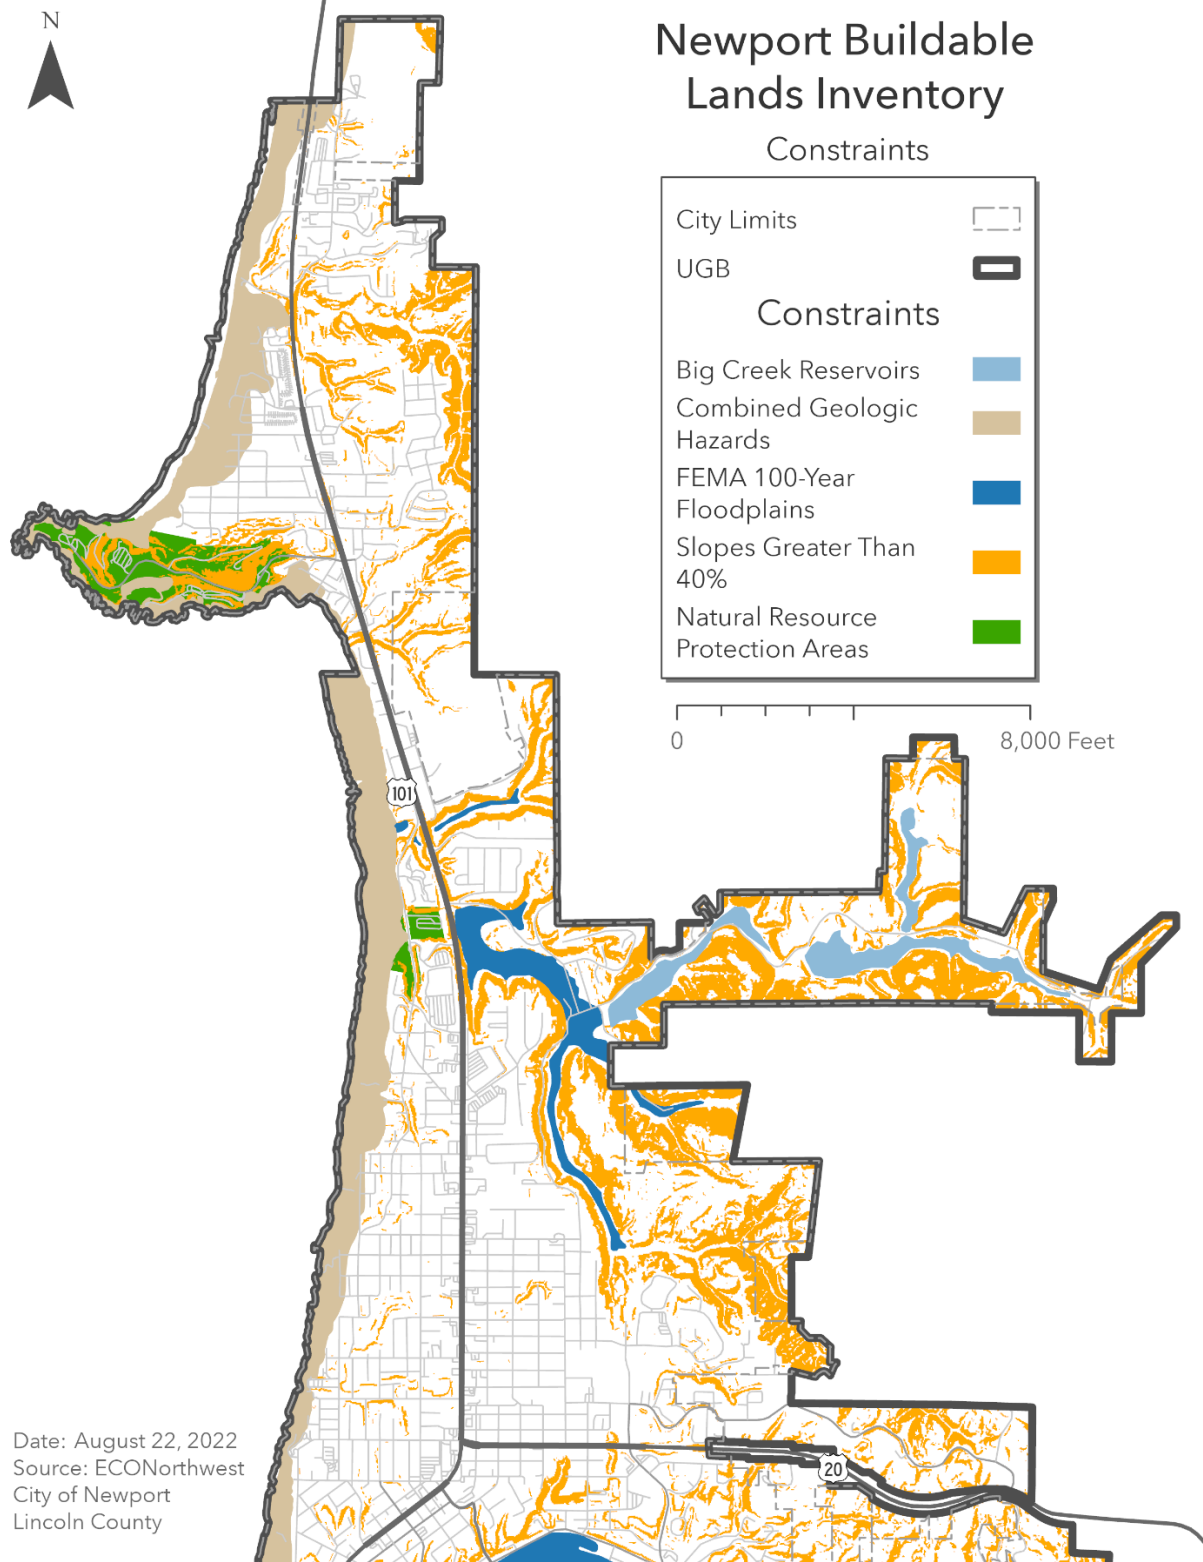 N
Newport Buildable
Lands Inventory
Constraints
City Limits
UGB
Constraints
Big Creek Reservoirs
Combined Geologic
Hazards
FEMA 100-Year
Floodplains
Slopes Greater Than
40%
Natural Resource
Protection Areas
0 8,000 Feet
101
20
Date: August 22, 2022
Source: ECONorthwest
City of Newport
Lincoln County